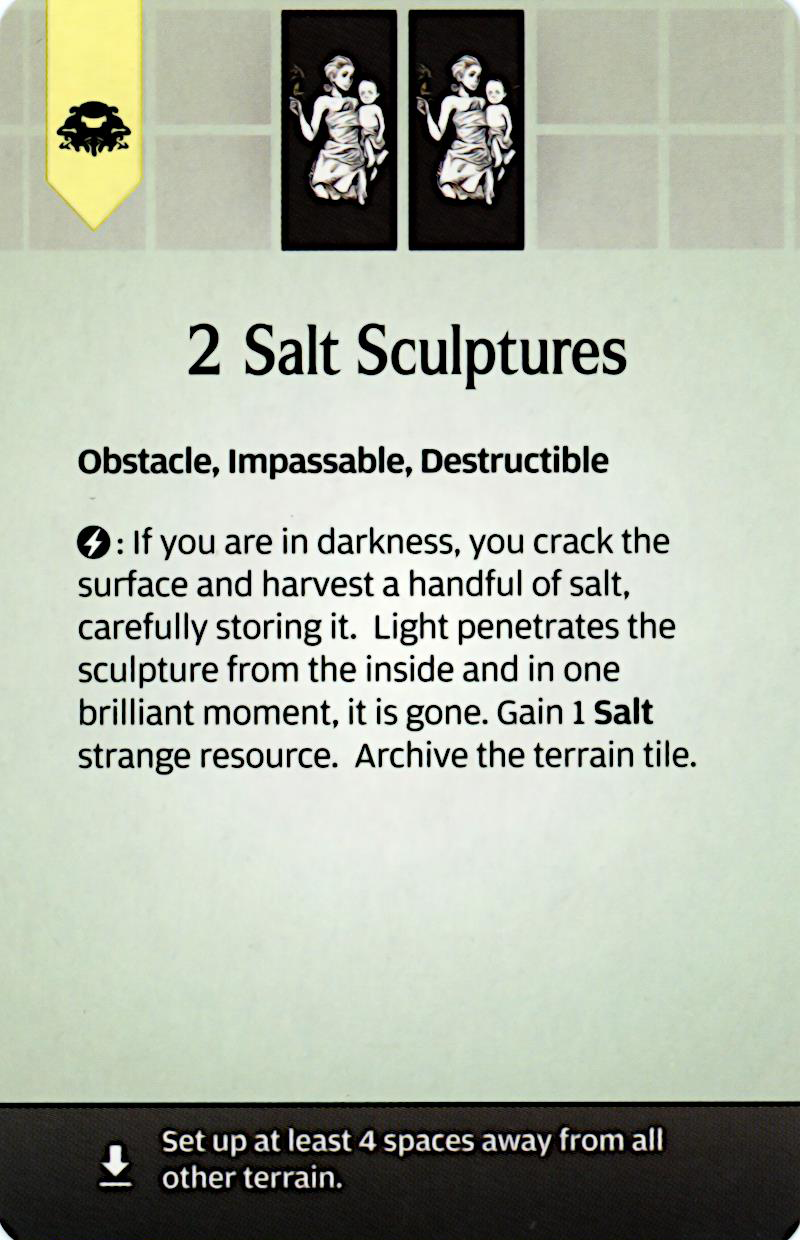 2 Salt Sculptures
Obstacle, Impassable, Destructible
: If you are in darkness, you crack the
surface and harvest a handful of salt,
carefully storing it. Light penetrates the
sculpture from the inside and in one
brilliant moment, it is gone. Gain 1 Salt
strange resource. Archive the terrain tile.
Set up at least 4 spaces away from all
other terrain.